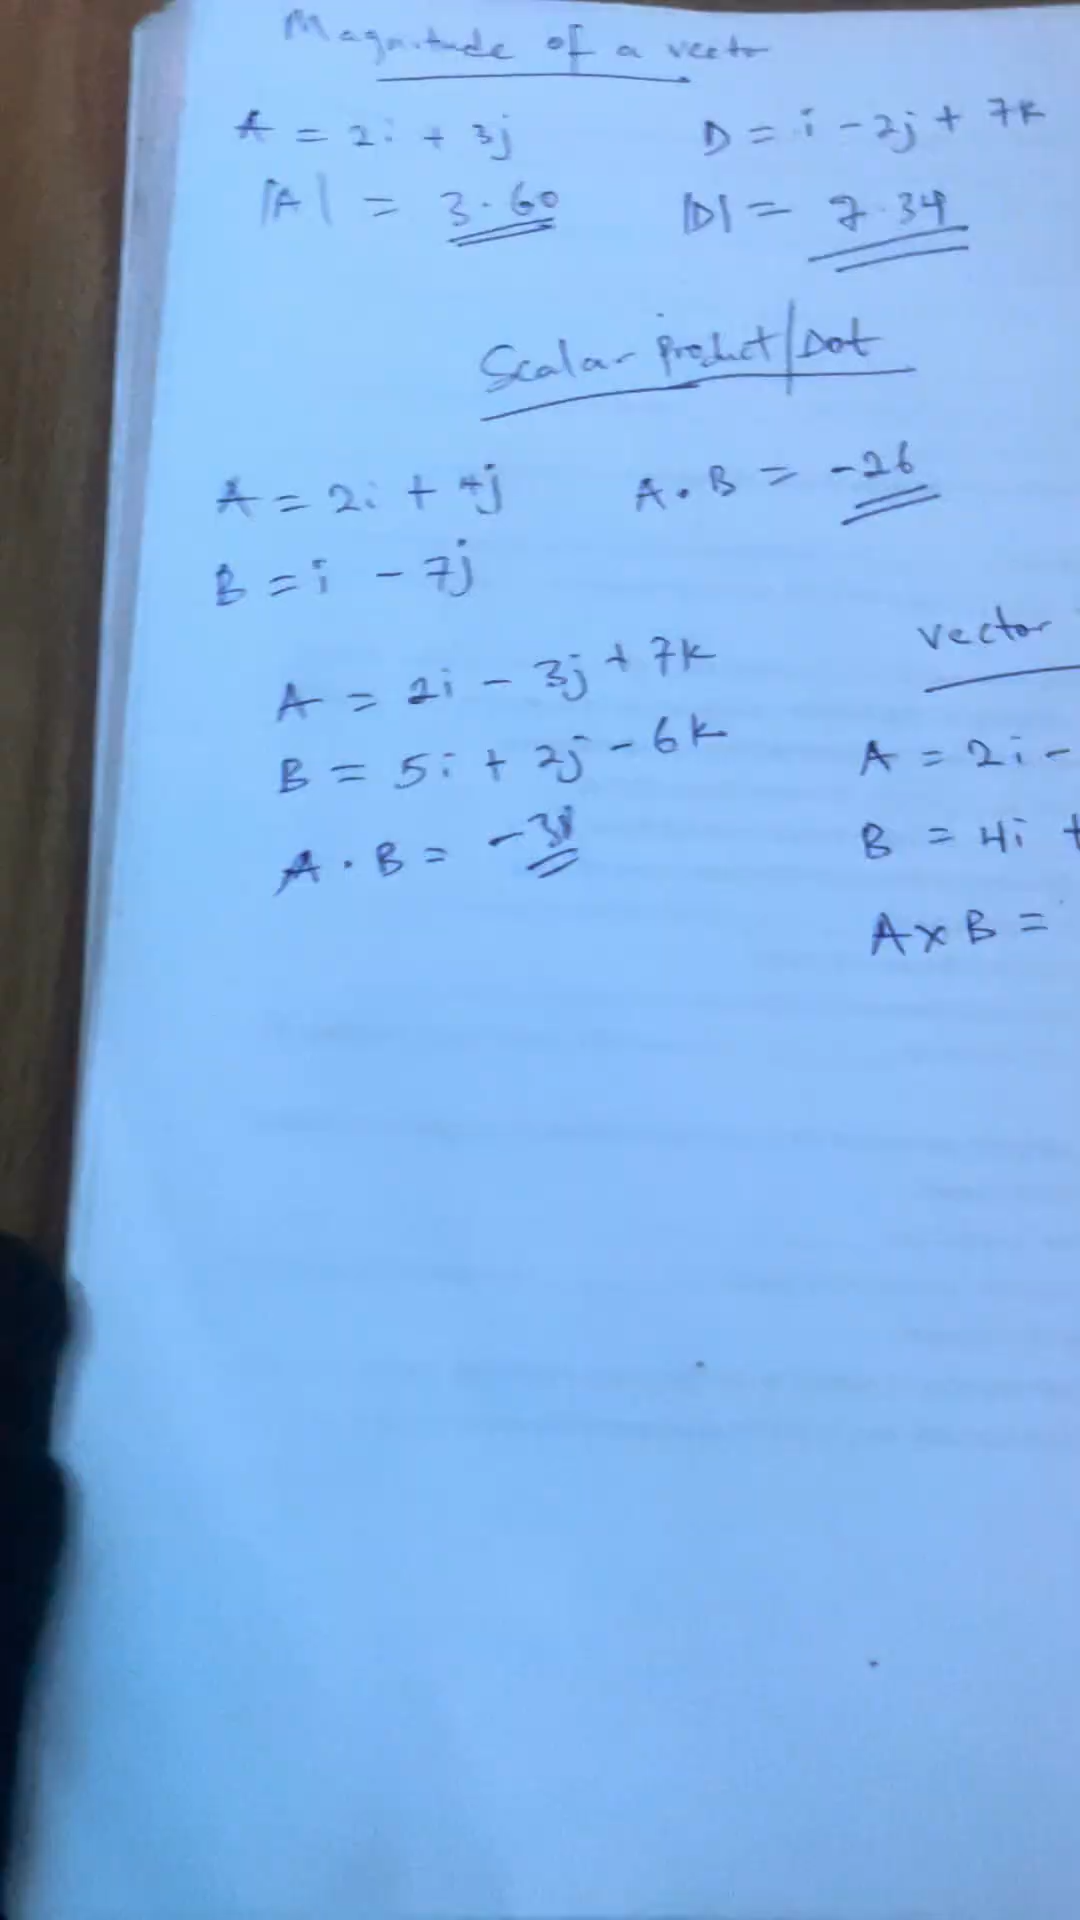 Magnitude of a vector
A = 2i + 3j
|A| = 3.60
D = i - 2j + 7k
|D| = 7.34
Scalar product/Dot
A = 2i + 4j
B = i - 7j
A . B = -26
A = 2i - 3j + 7k
B = 5i + 2j - 6k
A . B = -38
vector
A = 2i -
B = 4i +
A x B =